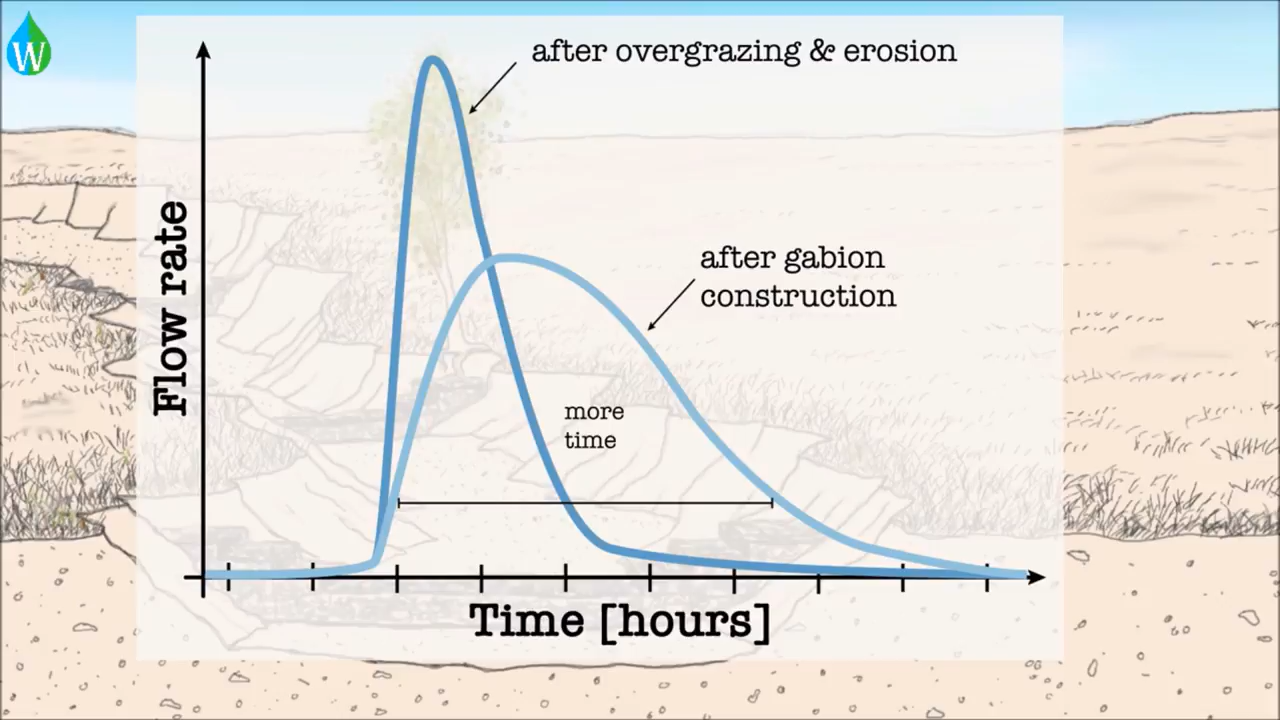 W
after overgrazing & erosion
after gabion
construction
Flow rate
more
time
Time [hours]